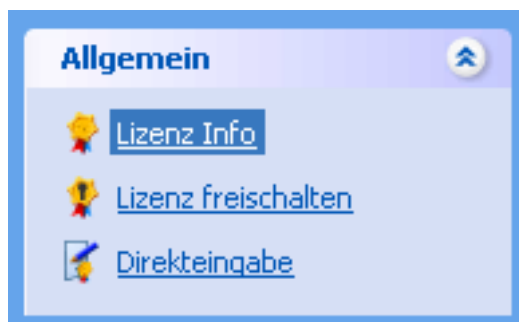 Allgemein
Lizenz Info
Lizenz freischalten
Direkteingabe